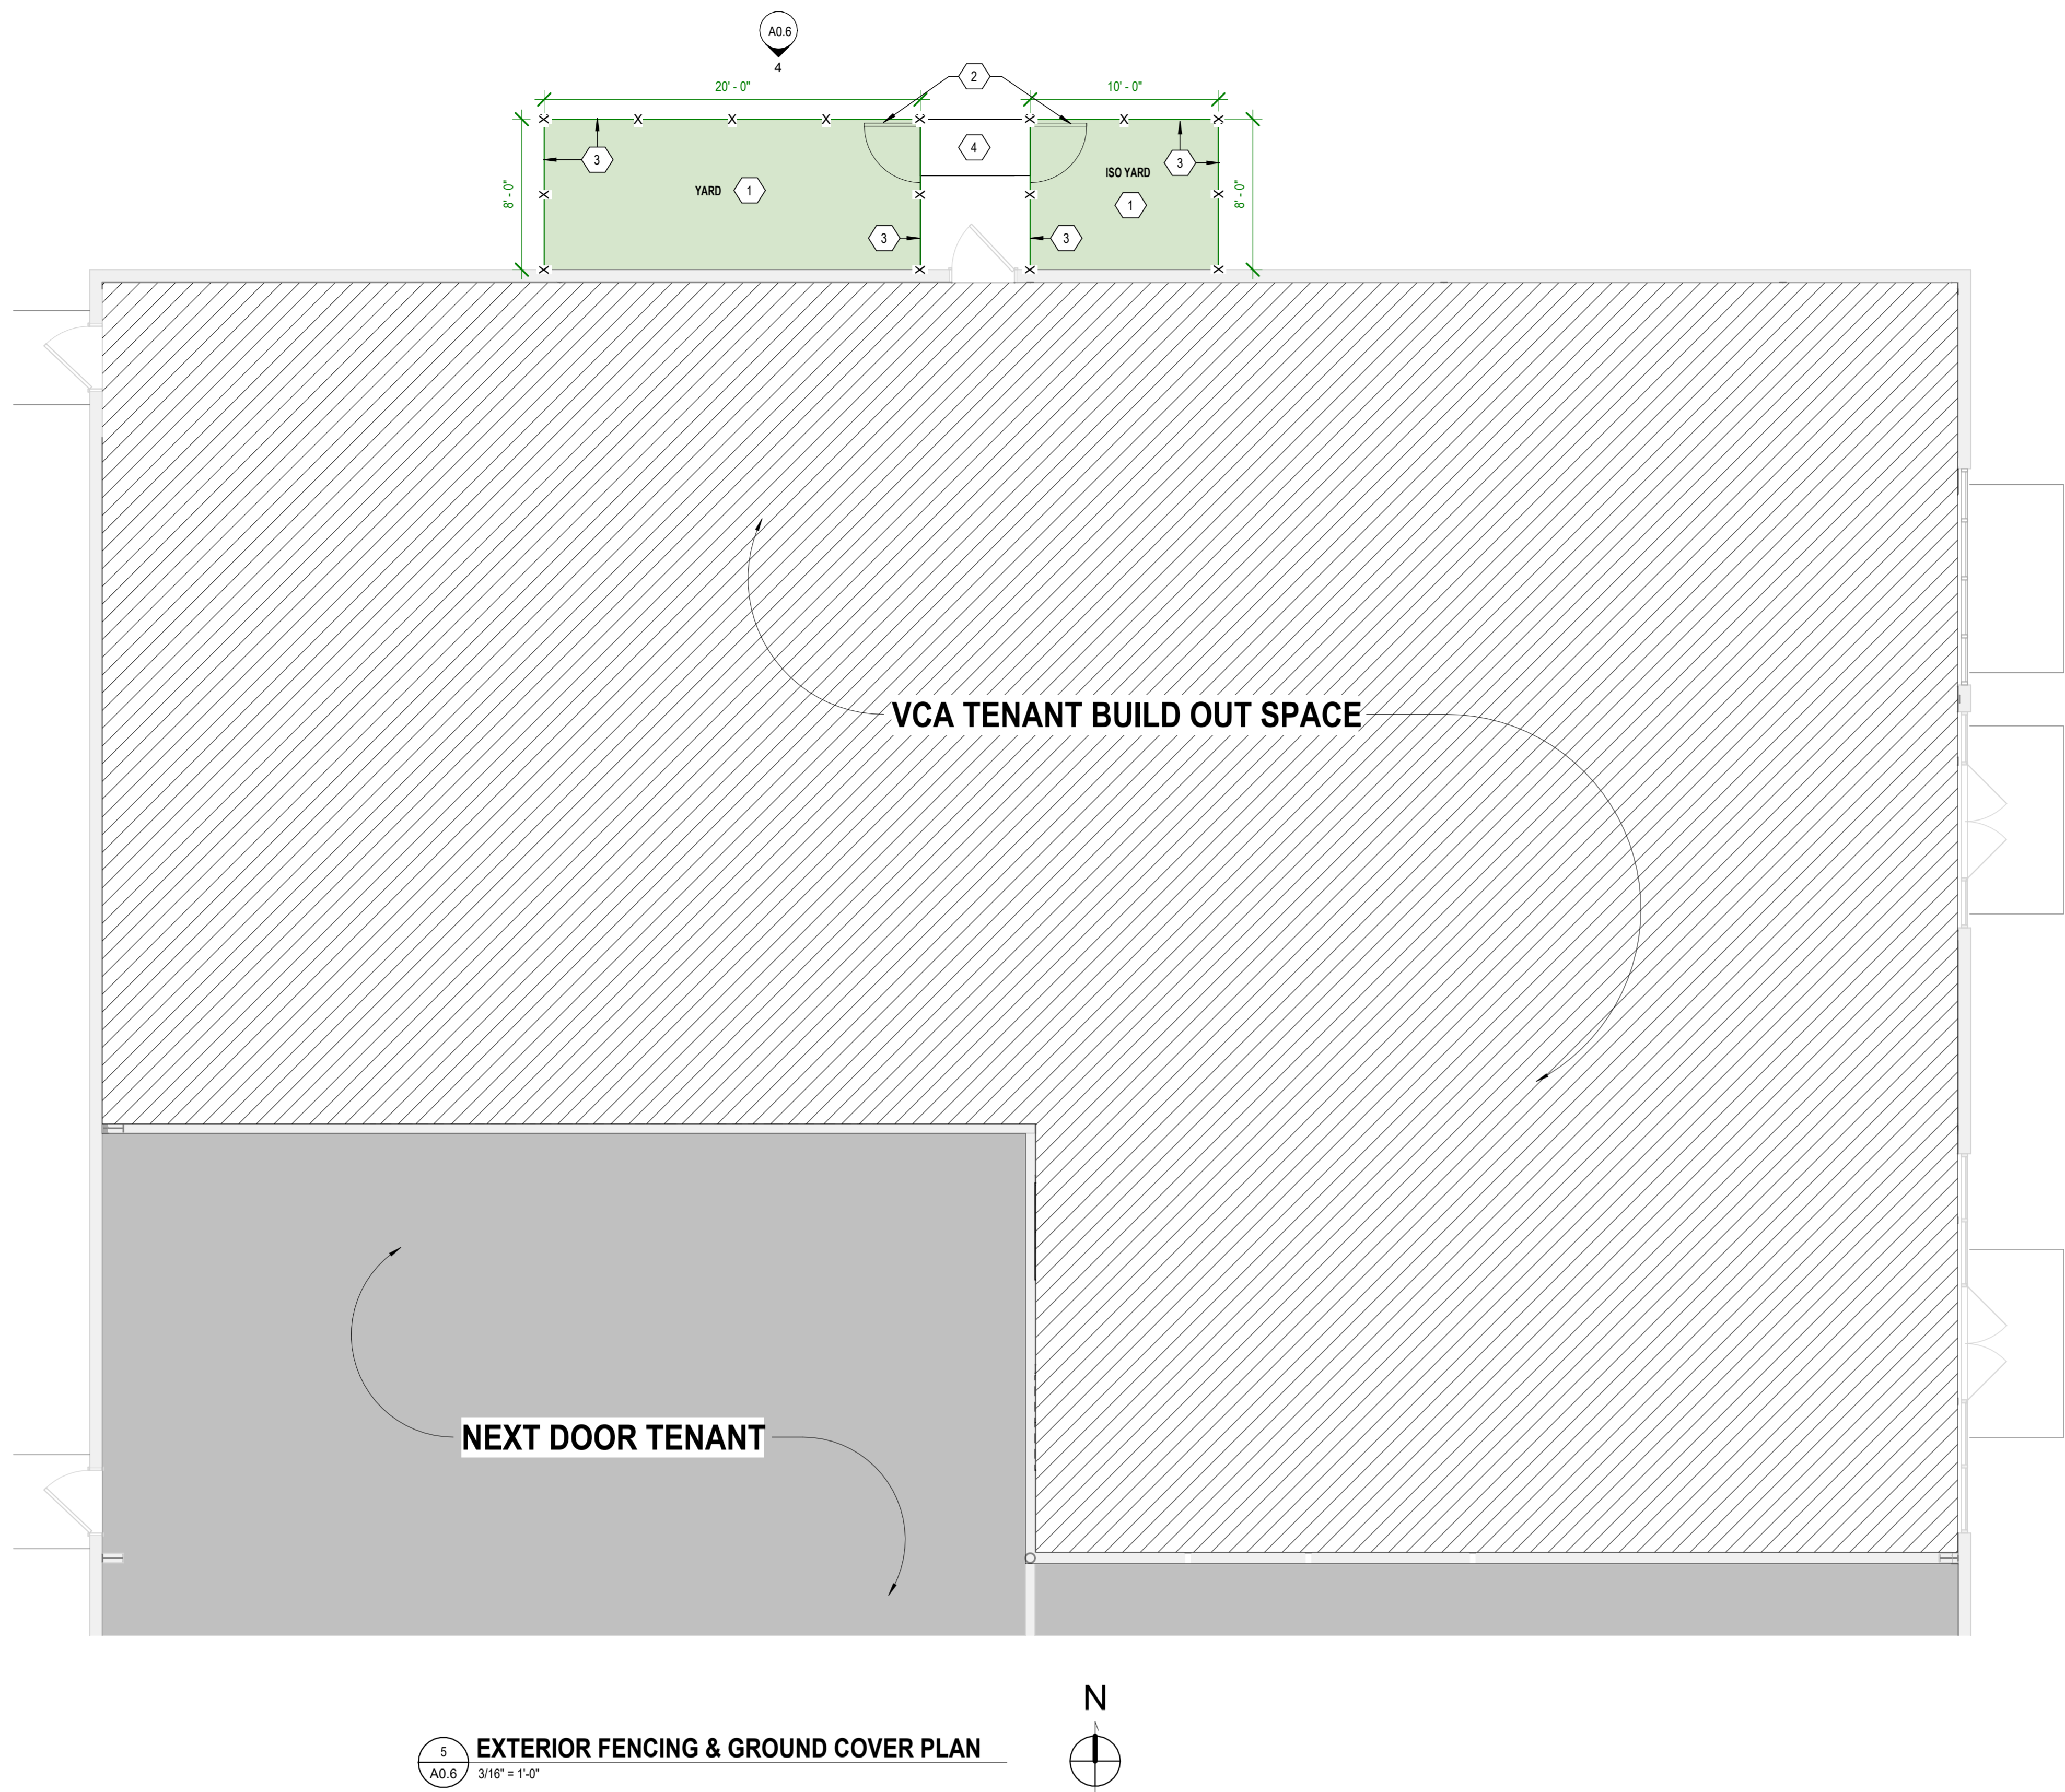 A0.6
4
20' - 0"
2
10' - 0"
X X X X X X X X
3
4
3
ISO YARD
YARD 1
1
8' - 0"
8' - 0"
X X X X
3
3
X X X X
VCA TENANT BUILD OUT SPACE
NEXT DOOR TENANT
N
5
A0.6
EXTERIOR FENCING & GROUND COVER PLAN
3/16" = 1'-0"